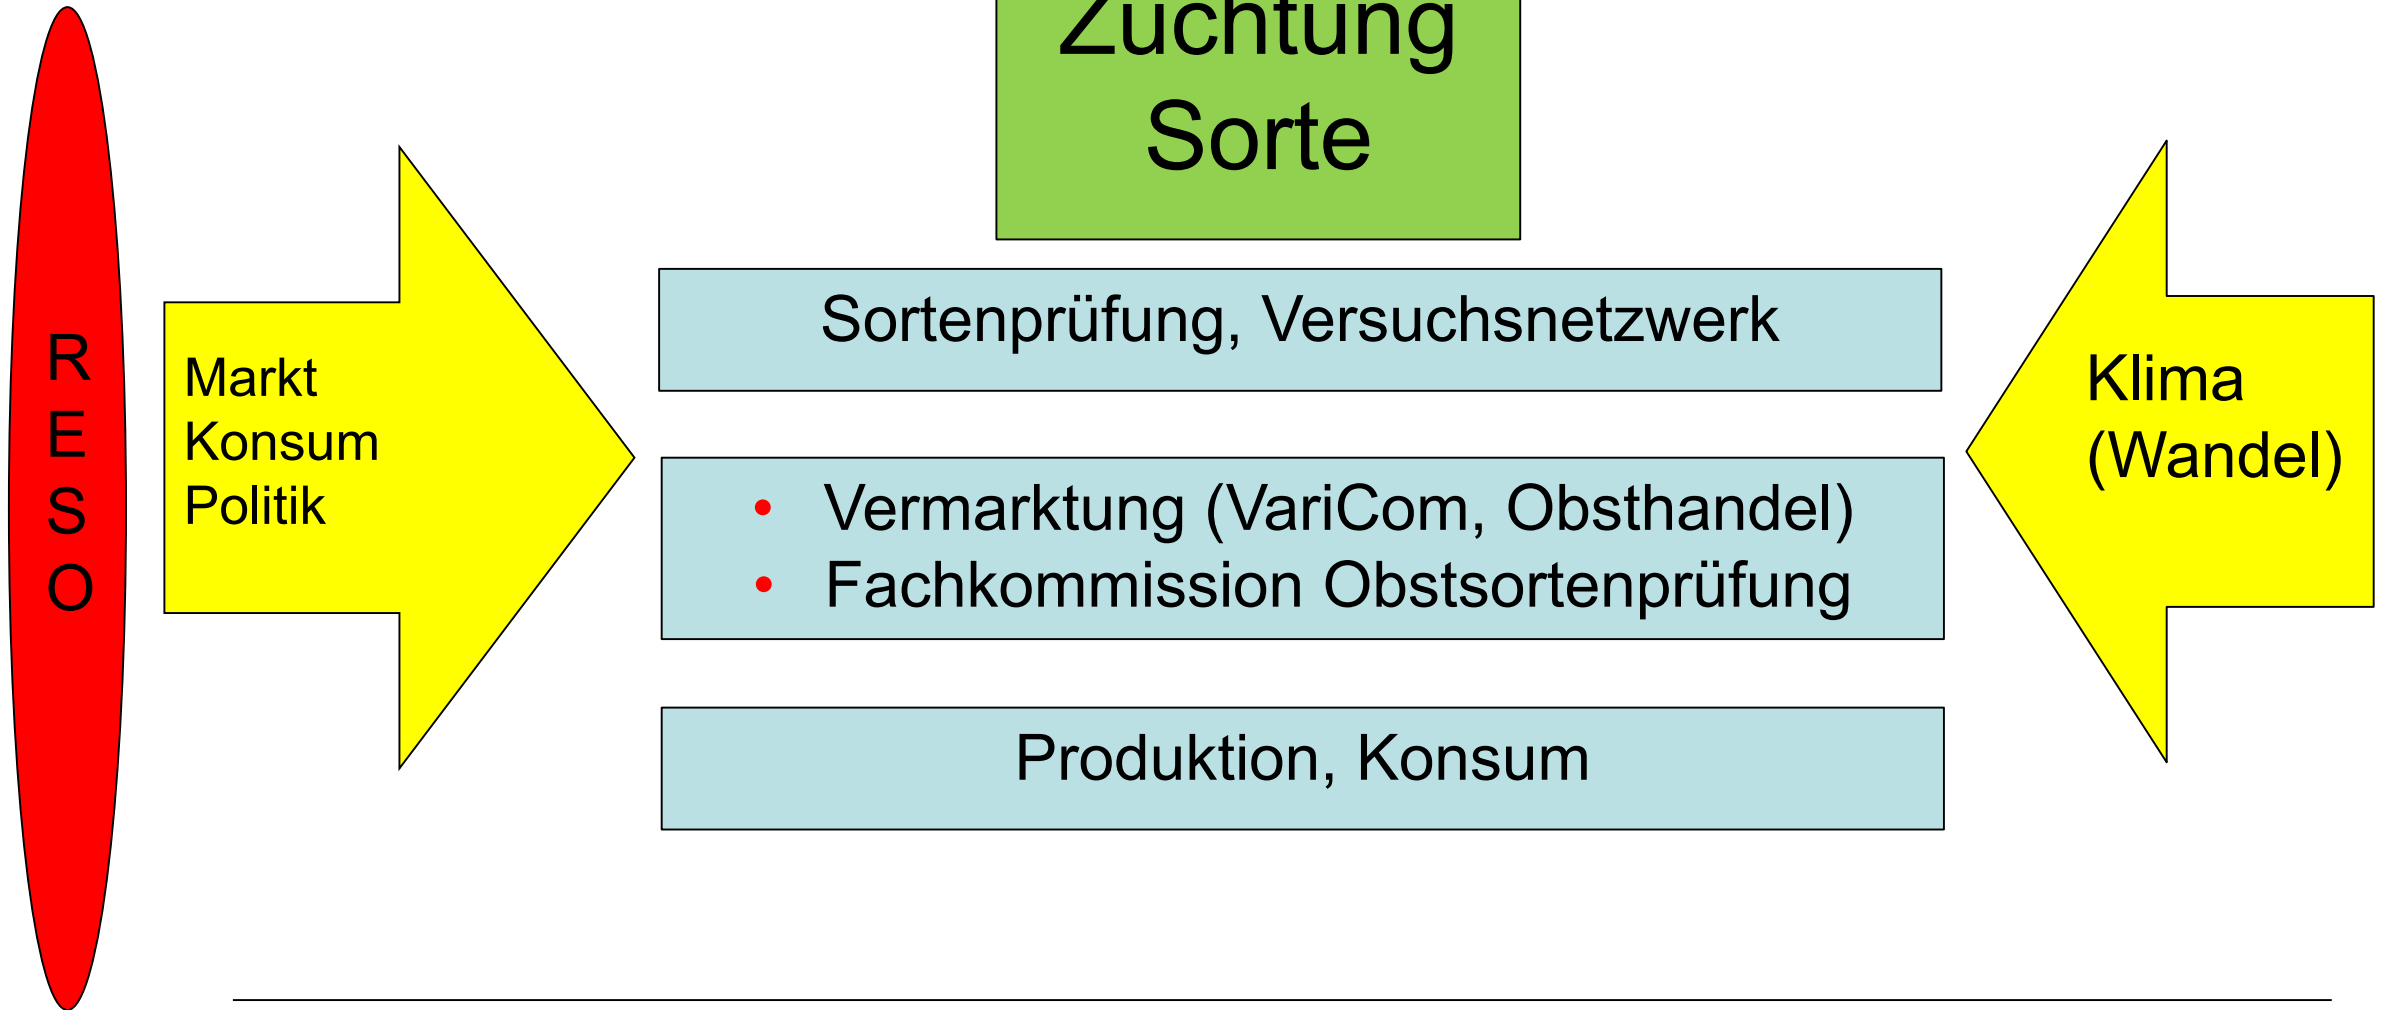 Züchtung
Sorte
R
E
S
O
Markt
Konsum
Politik
Sortenprüfung, Versuchsnetzwerk
• Vermarktung (VariCom, Obsthandel)
• Fachkommission Obstsortenprüfung
Produktion, Konsum
Klima
(Wandel)